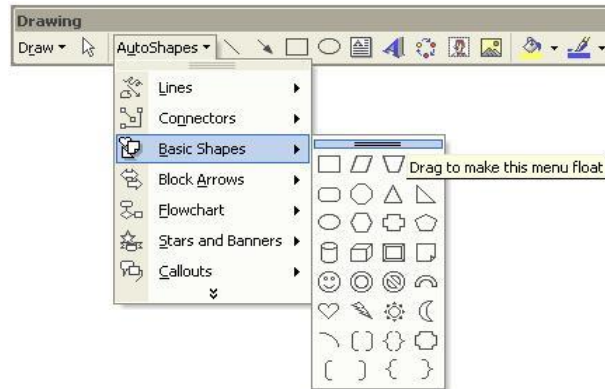 Drawing
Draw AutoShapes
Lines
Connectors
Basic Shapes
Drag to make this menu float
Block Arrows
Flowchart
Stars and Banners
Callouts